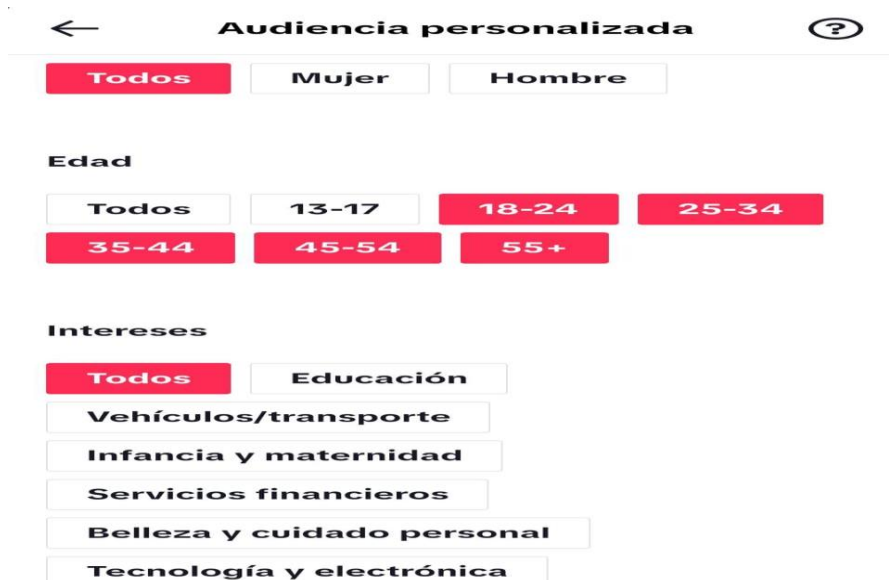 Audiencia personalizada ?
Todos Mujer Hombre
Edad
Todos 13-17 18-24 25-34
35-44 45-54 55+
Intereses
Todos Educación
Vehículos/transporte
Infancia y maternidad
Servicios financieros
Belleza y cuidado personal
Tecnología y electrónica